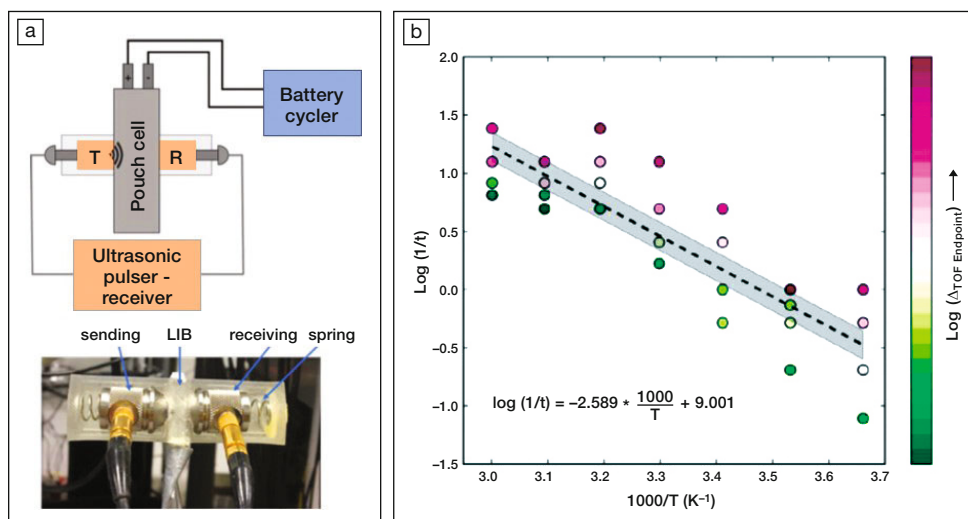 a
+ -
Battery
cycler
Pouch cell
T
R
Ultrasonic
pulser -
receiver
sending LIB receiving spring
b
2.0
1.5
1.0
0.5
0.0
−0.5
−1.0
−1.5
Log (1/t)
log (1/t) = −2.589 * 1000/T + 9.001
3.0 3.1 3.2 3.3 3.4 3.5 3.6 3.7
1000/T (K⁻¹)
Log (Δ_TOF Endpoint) →